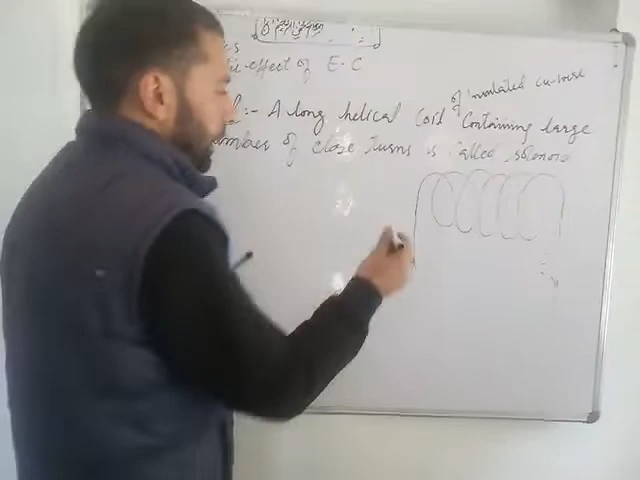 effect of E.C
:- A long helical coil of insulated cu-wire containing large
number of close turns is called solenoid